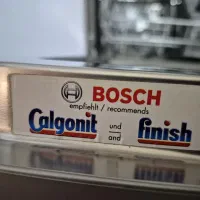 BOSCH
empfiehlt / recommends
Calgonit und finish
and